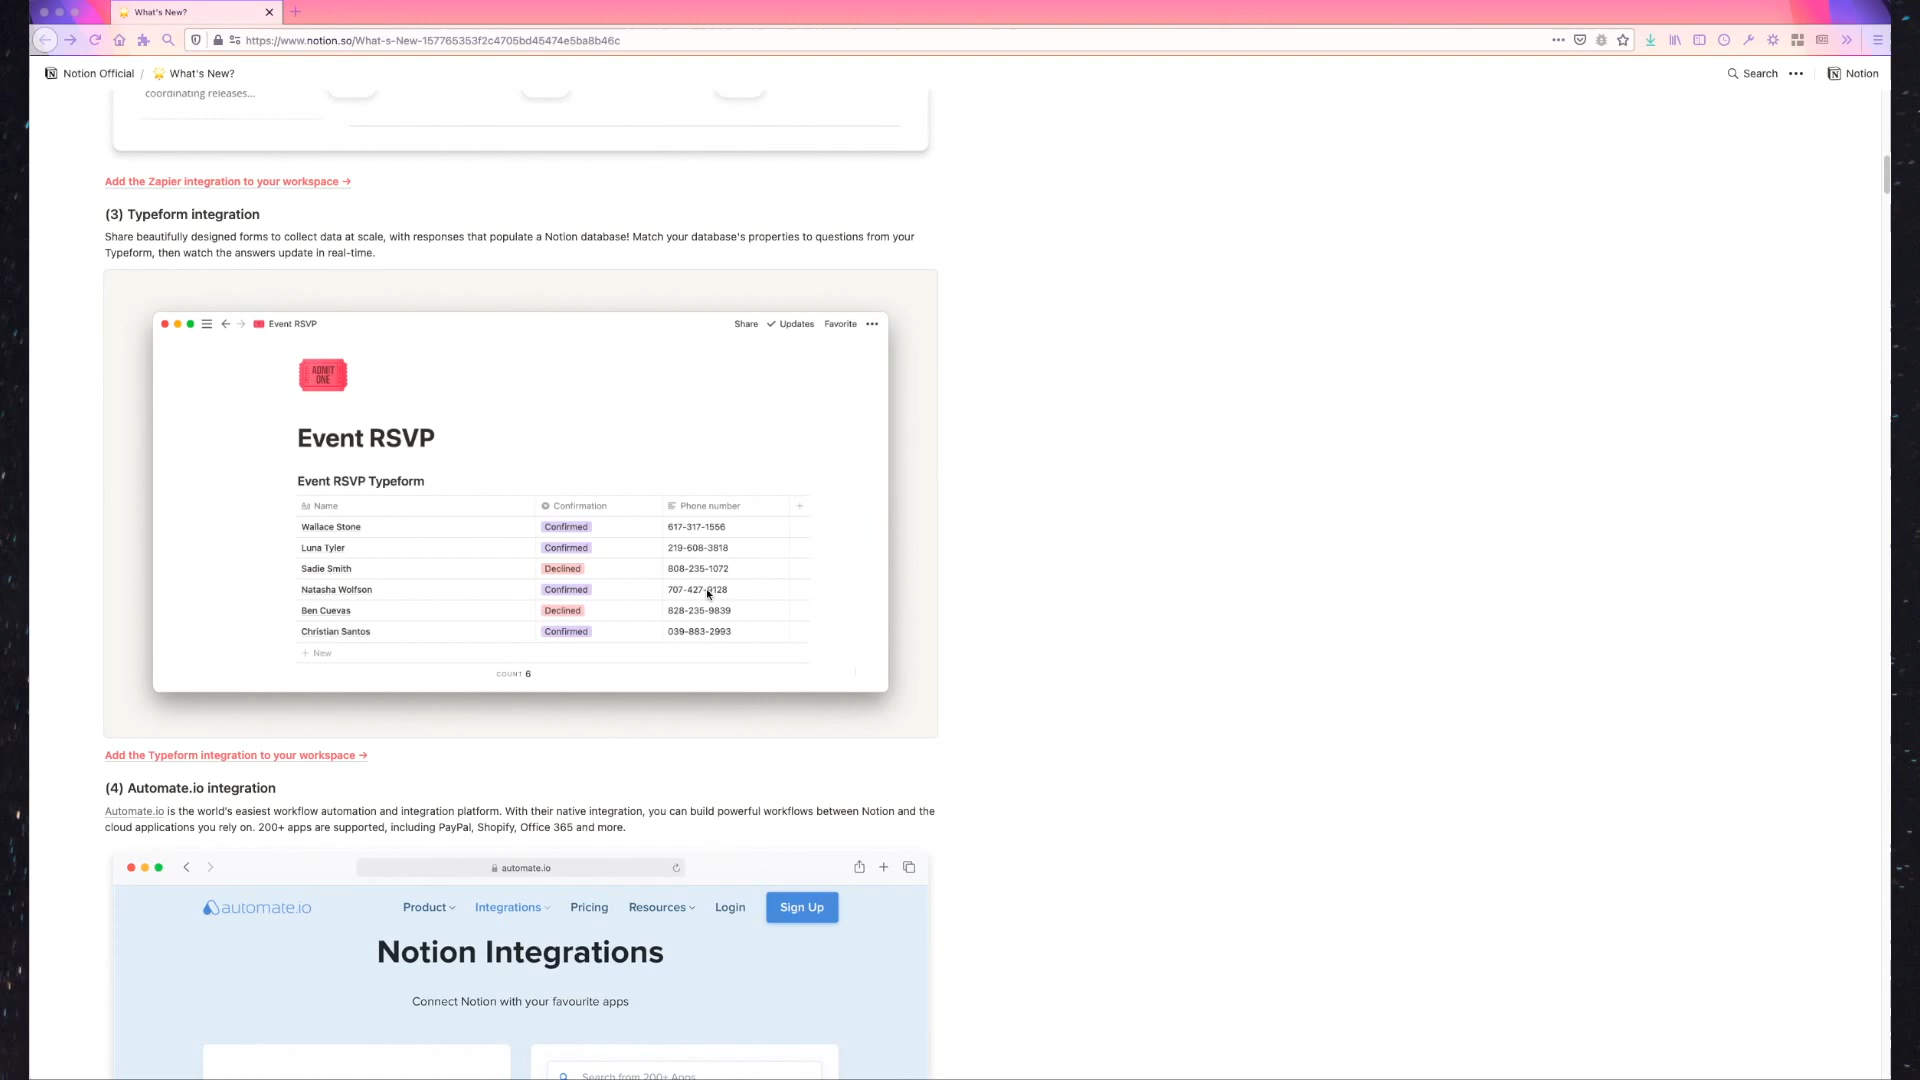 What's New?
https://www.notion.so/What-s-New-157765353f2c4705bd45474e5ba8b46c
Notion Official / What's New?
Search
Notion
coordinating releases...
Add the Zapier integration to your workspace →
(3) Typeform integration
Share beautifully designed forms to collect data at scale, with responses that populate a Notion database! Match your database's properties to questions from your
Typeform, then watch the answers update in real-time.
Event RSVP
Share ✓ Updates Favorite •••
ADMIT
ONE
Event RSVP
Event RSVP Typeform
Aa Name Confirmation Phone number +
Wallace Stone Confirmed 617-317-1556
Luna Tyler Confirmed 219-608-3818
Sadie Smith Declined 808-235-1072
Natasha Wolfson Confirmed 707-427-9128
Ben Cuevas Declined 828-235-9839
Christian Santos Confirmed 039-883-2993
+ New
COUNT 6
Add the Typeform integration to your workspace →
(4) Automate.io integration
Automate.io is the world's easiest workflow automation and integration platform. With their native integration, you can build powerful workflows between Notion and the
cloud applications you rely on. 200+ apps are supported, including PayPal, Shopify, Office 365 and more.
automate.io
automate.io
Product Integrations Pricing Resources Login Sign Up
Notion Integrations
Connect Notion with your favourite apps
Search from 200+ Apps